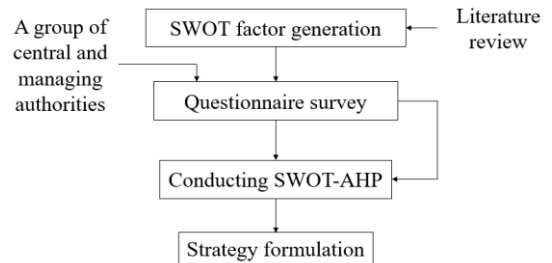 A group of
central and
managing
authorities
SWOT factor generation
Literature
review
Questionnaire survey
Conducting SWOT-AHP
Strategy formulation